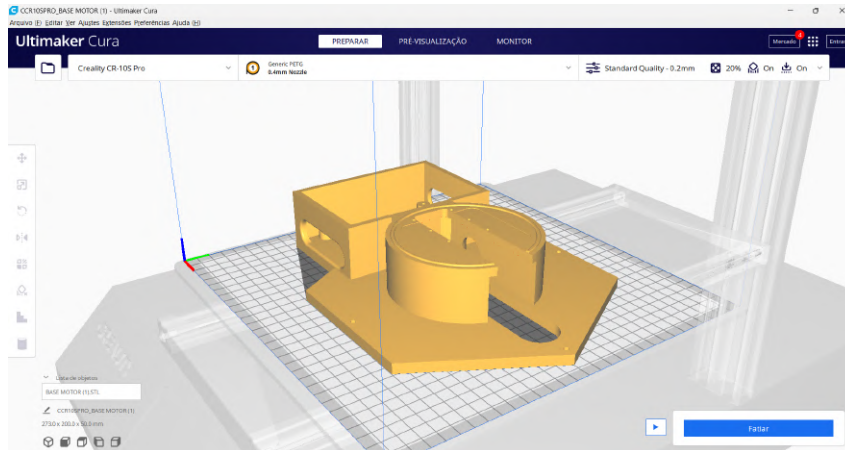 CCR10SPRO_BASE MOTOR (1) - Ultimaker Cura
Arquivo (F) Editar Ver Ajustes Extensões Preferências Ajuda (H)
Ultimaker Cura
PREPARAR
PRÉ-VISUALIZAÇÃO
MONITOR
Mercado
Entrar
Creality CR-10S Pro
1
Generic PETG
0.4mm Nozzle
Standard Quality - 0.2mm
20%
On
On
Lista de objetos
BASE MOTOR (1).STL
CCR10SPRO_BASE MOTOR (1)
Fatiar